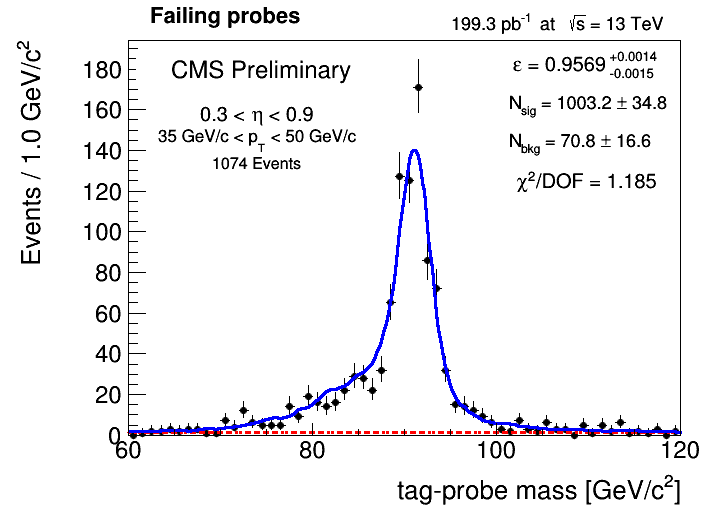 Failing probes
199.3 pb⁻¹ at √s = 13 TeV
CMS Preliminary
0.3 < η < 0.9
35 GeV/c < p_T < 50 GeV/c
1074 Events
ε = 0.9569 +0.0014 -0.0015
N_sig = 1003.2 ± 34.8
N_bkg = 70.8 ± 16.6
χ²/DOF = 1.185
Events / 1.0 GeV/c²
180
160
140
120
100
80
60
40
20
0
60 80 100 120
tag-probe mass [GeV/c²]